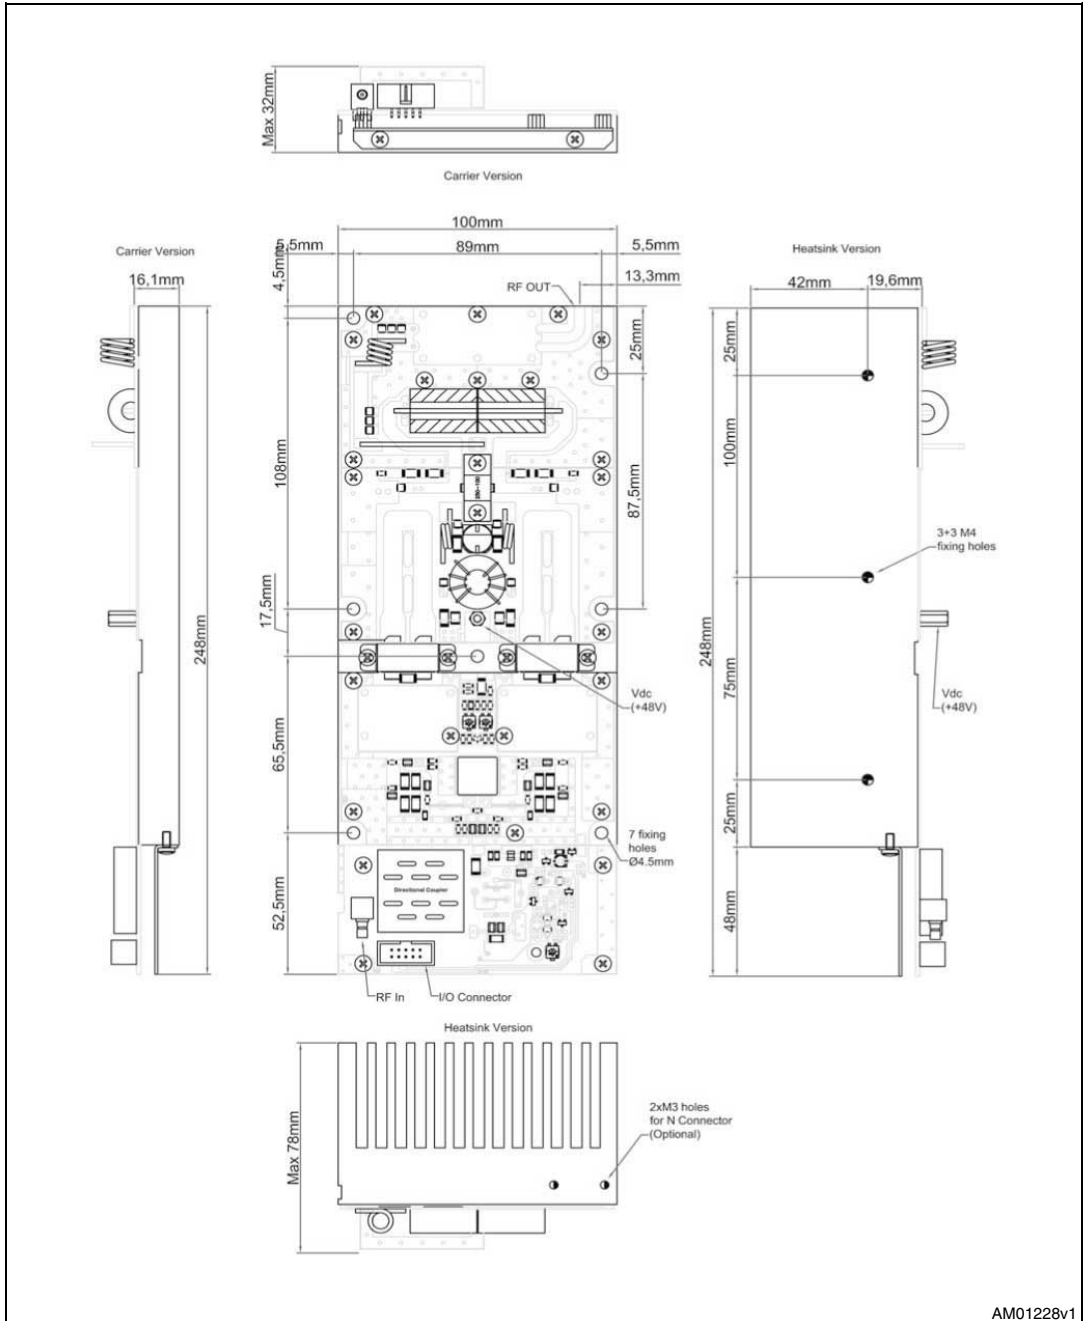 Max 32mm
Carrier Version
100mm
5,5mm
89mm
5,5mm
4,5mm
13,3mm
RF OUT
Carrier Version
16,1mm
248mm
Heatsink Version
42mm
19,6mm
25mm
100mm
3+3 M4
fixing holes
248mm
75mm
Vdc
(+48V)
25mm
48mm
25mm
108mm
87,5mm
250-100
17,5mm
Vdc
(+48V)
65,5mm
7 fixing
holes
Ø4.5mm
52,5mm
Directional Coupler
RF In
I/O Connector
Heatsink Version
Max 78mm
2xM3 holes
for N Connector
(Optional)
AM01228v1